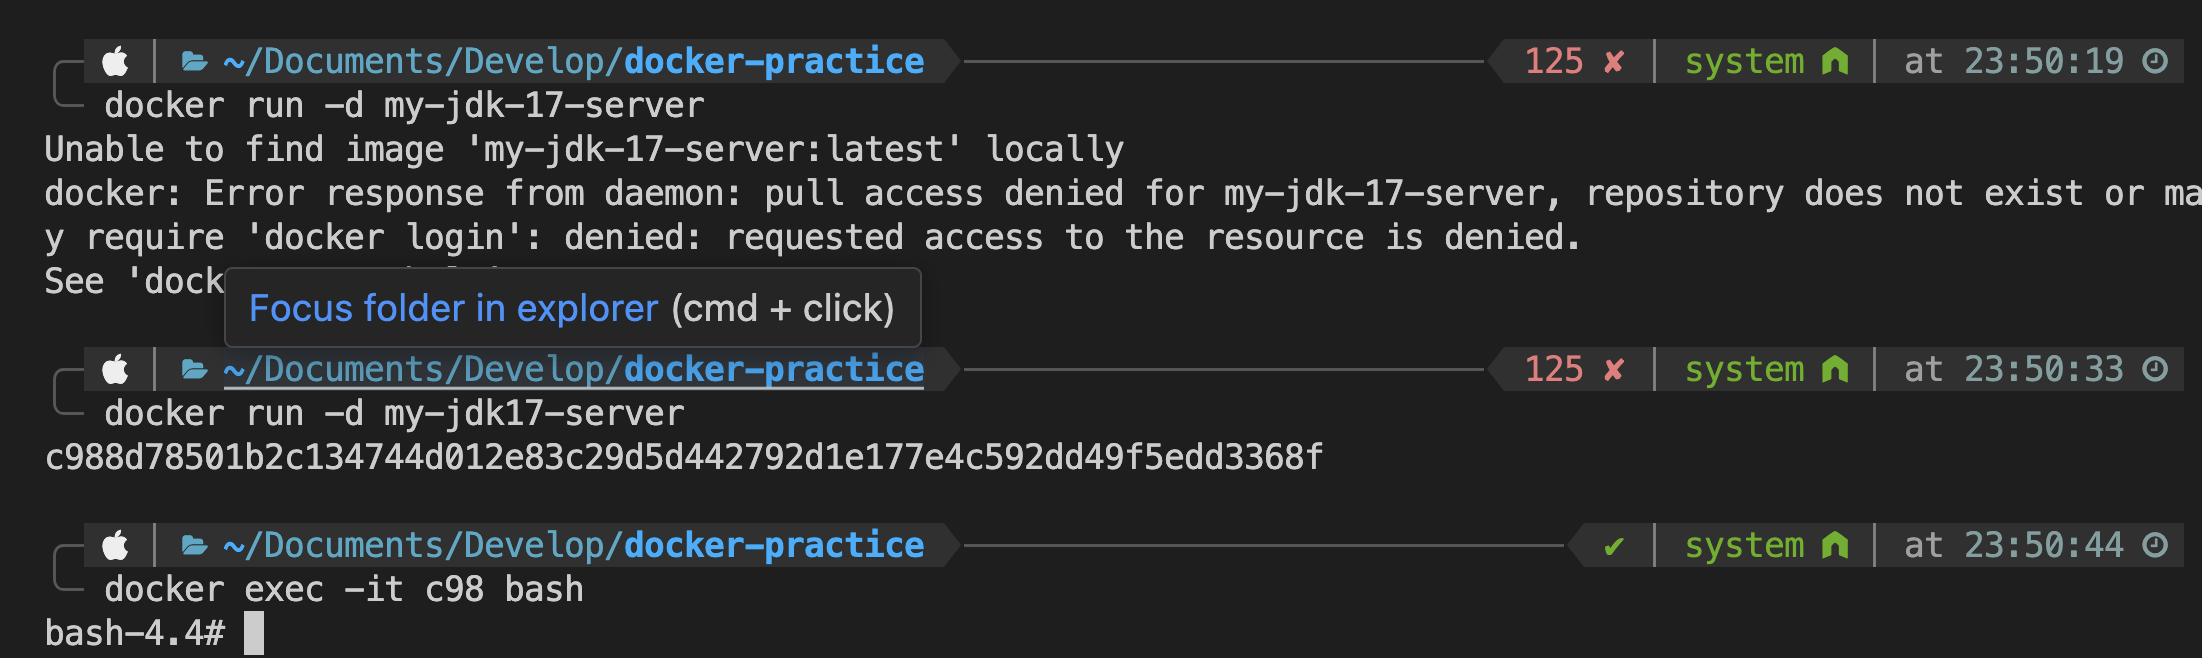 ~/Documents/Develop/docker-practice 125 ✘ system at 23:50:19
docker run -d my-jdk-17-server
Unable to find image 'my-jdk-17-server:latest' locally
docker: Error response from daemon: pull access denied for my-jdk-17-server, repository does not exist or ma
y require 'docker login': denied: requested access to the resource is denied.
See 'dock
Focus folder in explorer (cmd + click)
~/Documents/Develop/docker-practice 125 ✘ system at 23:50:33
docker run -d my-jdk17-server
c988d78501b2c134744d012e83c29d5d442792d1e177e4c592dd49f5edd3368f
~/Documents/Develop/docker-practice ✔ system at 23:50:44
docker exec -it c98 bash
bash-4.4#